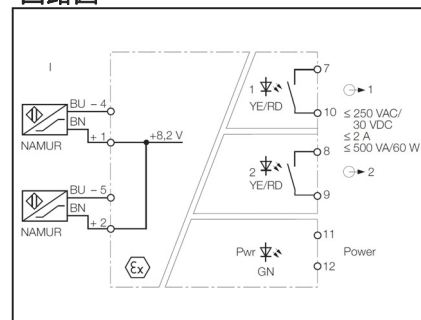 I
BU – 4
BN
+ 1
+8,2 V
NAMUR
BU – 5
BN
+ 2
NAMUR
Ex
7
1
YE/RD
10
1
≤ 250 VAC/
30 VDC
≤ 2 A
≤ 500 VA/60 W
8
2
YE/RD
9
2
11
Pwr
GN
12
Power